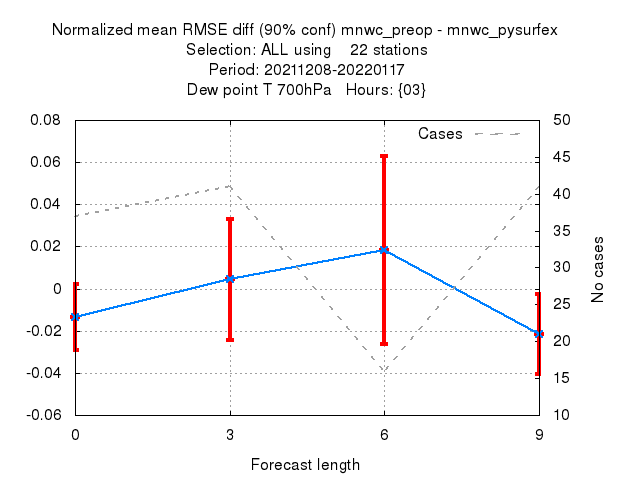 Normalized mean RMSE diff (90% conf) mnwc_preop - mnwc_pysurfex
Selection: ALL using    22 stations
Period: 20211208-20220117
Dew point T 700hPa   Hours: {03}
Cases
0.08
0.06
0.04
0.02
0
-0.02
-0.04
-0.06
50
45
40
35
30
25
20
15
10
No cases
0 3 6 9
Forecast length